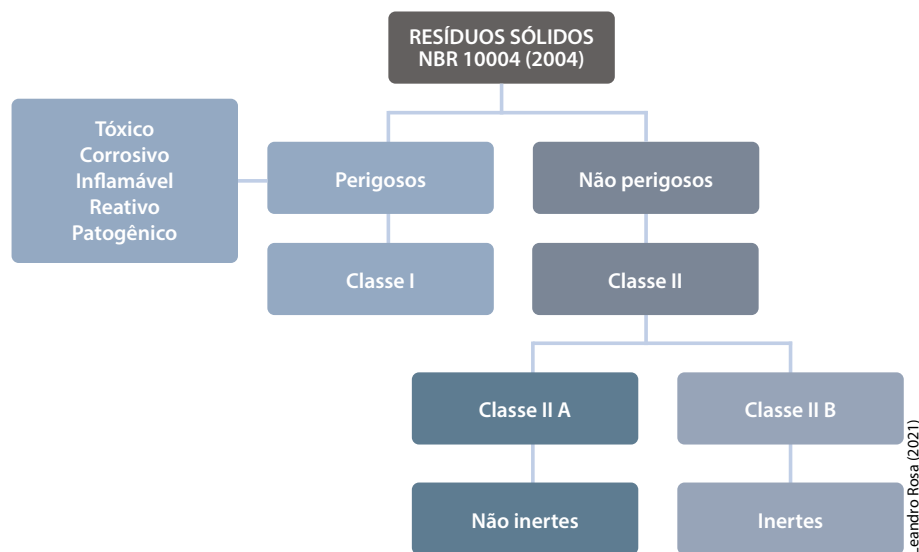 RESÍDUOS SÓLIDOS
NBR 10004 (2004)
Tóxico
Corrosivo
Inflamável
Reativo
Patogênico
Perigosos
Não perigosos
Classe I
Classe II
Classe II A
Classe II B
Não inertes
Inertes
Leandro Rosa (2021)